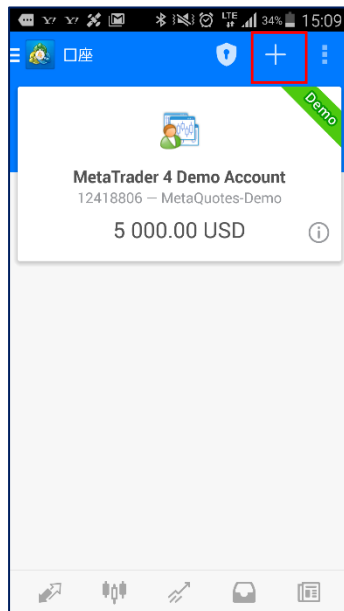 LTE 34% 15:09
口座
Demo
MetaTrader 4 Demo Account
12418806 — MetaQuotes-Demo
5 000.00 USD